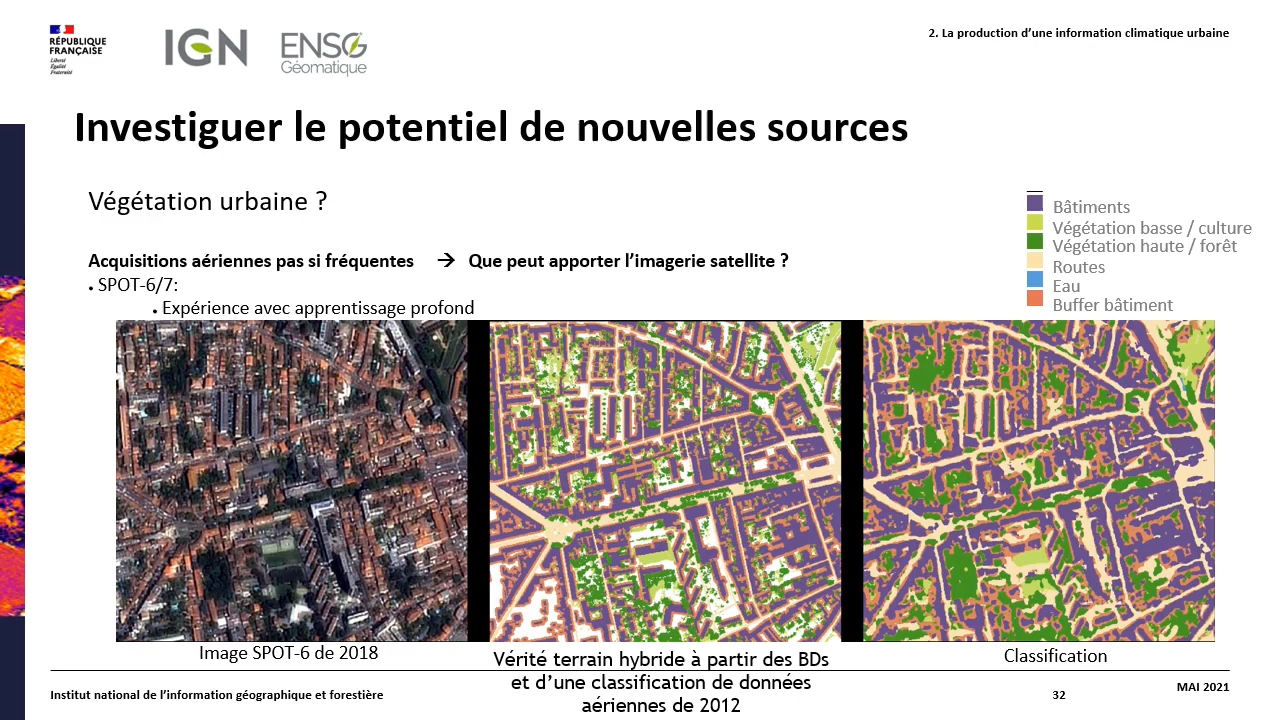 RÉPUBLIQUE
FRANÇAISE
Liberté
Égalité
Fraternité
IGN
ENSG
Géomatique
2. La production d’une information climatique urbaine
Investiguer le potentiel de nouvelles sources
Végétation urbaine ?
Bâtiments
Végétation basse / culture
Végétation haute / forêt
Routes
Eau
Buffer bâtiment
Acquisitions aériennes pas si fréquentes → Que peut apporter l’imagerie satellite ?
• SPOT-6/7:
• Expérience avec apprentissage profond
Image SPOT-6 de 2018
Vérité terrain hybride à partir des BDs
et d’une classification de données
aériennes de 2012
Classification
Institut national de l’information géographique et forestière
32
MAI 2021